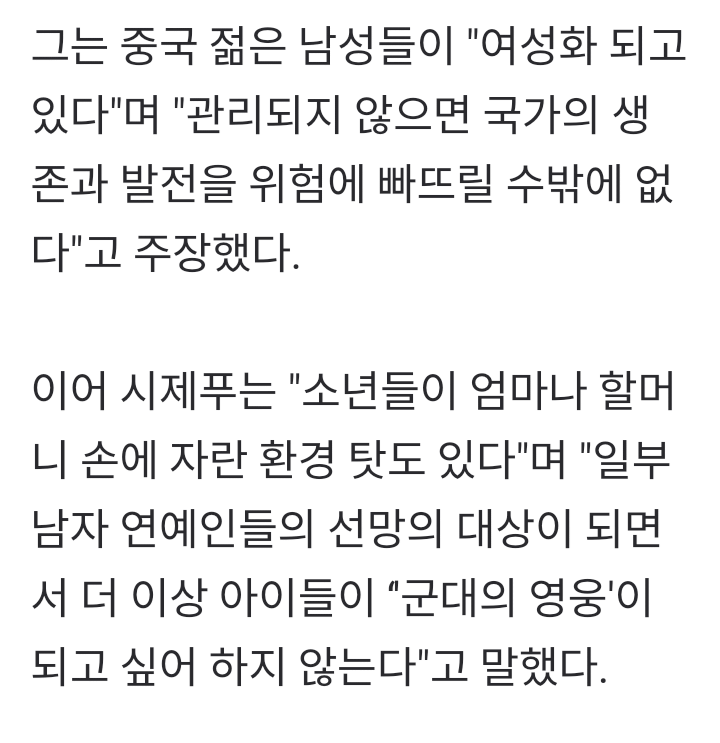 그는 중국 젊은 남성들이 "여성화 되고
있다"며 "관리되지 않으면 국가의 생
존과 발전을 위험에 빠뜨릴 수밖에 없
다"고 주장했다.
이어 시제푸는 "소년들이 엄마나 할머
니 손에 자란 환경 탓도 있다"며 "일부
남자 연예인들의 선망의 대상이 되면
서 더 이상 아이들이 '"군대의 영웅'이
되고 싶어 하지 않는다"고 말했다.